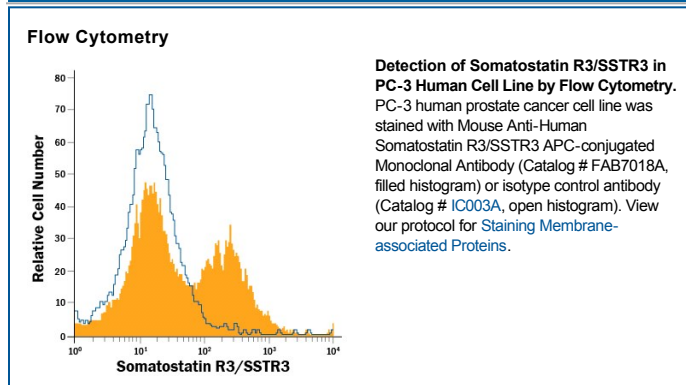 Flow Cytometry
Detection of Somatostatin R3/SSTR3 in
PC-3 Human Cell Line by Flow Cytometry.
PC-3 human prostate cancer cell line was
stained with Mouse Anti-Human
Somatostatin R3/SSTR3 APC-conjugated
Monoclonal Antibody (Catalog # FAB7018A,
filled histogram) or isotype control antibody
(Catalog # IC003A, open histogram). View
our protocol for Staining Membrane-
associated Proteins.
Relative Cell Number
80
70
60
50
40
30
20
10
0
10⁰ 10¹ 10² 10³ 10⁴
Somatostatin R3/SSTR3